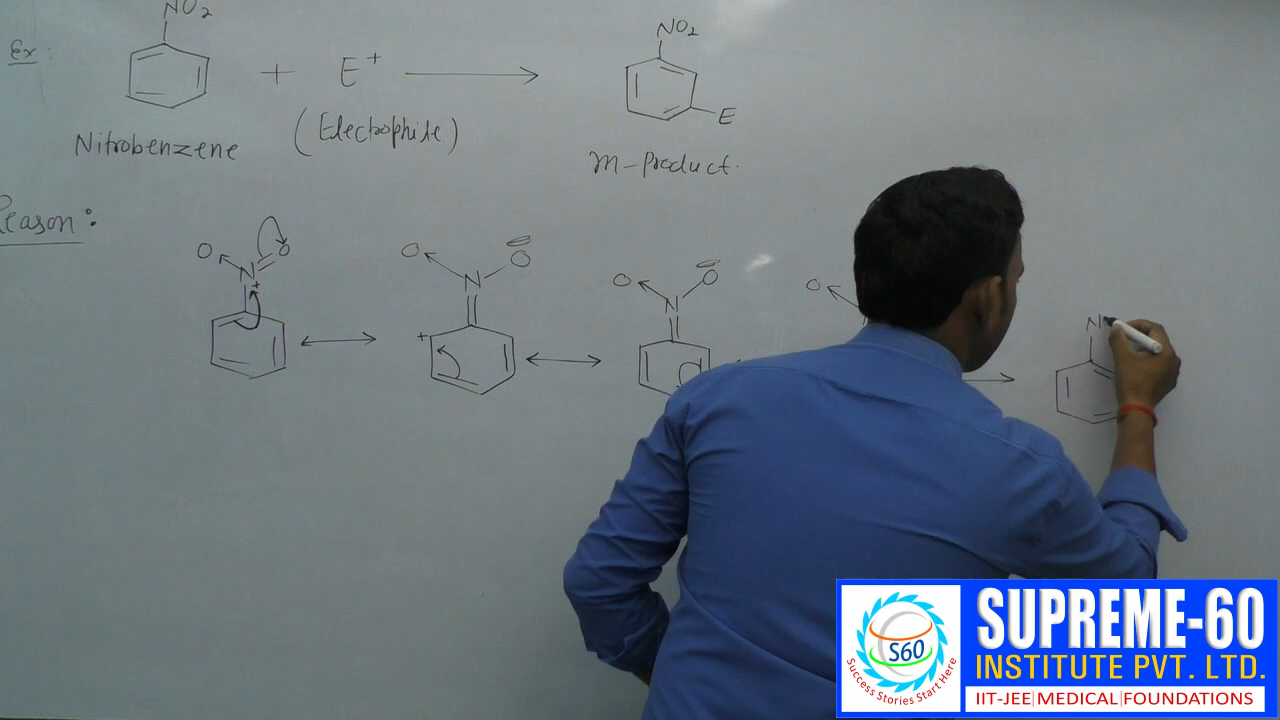 NO2
NO2
Ex:
+ E+
E
Nitrobenzene
(Electrophile)
m-Product.
Reason:
O N+ O
O N O
+
O N O
O
N
S60
Success Stories Start Here
SUPREME-60
INSTITUTE PVT. LTD.
IIT-JEE|MEDICAL|FOUNDATIONS